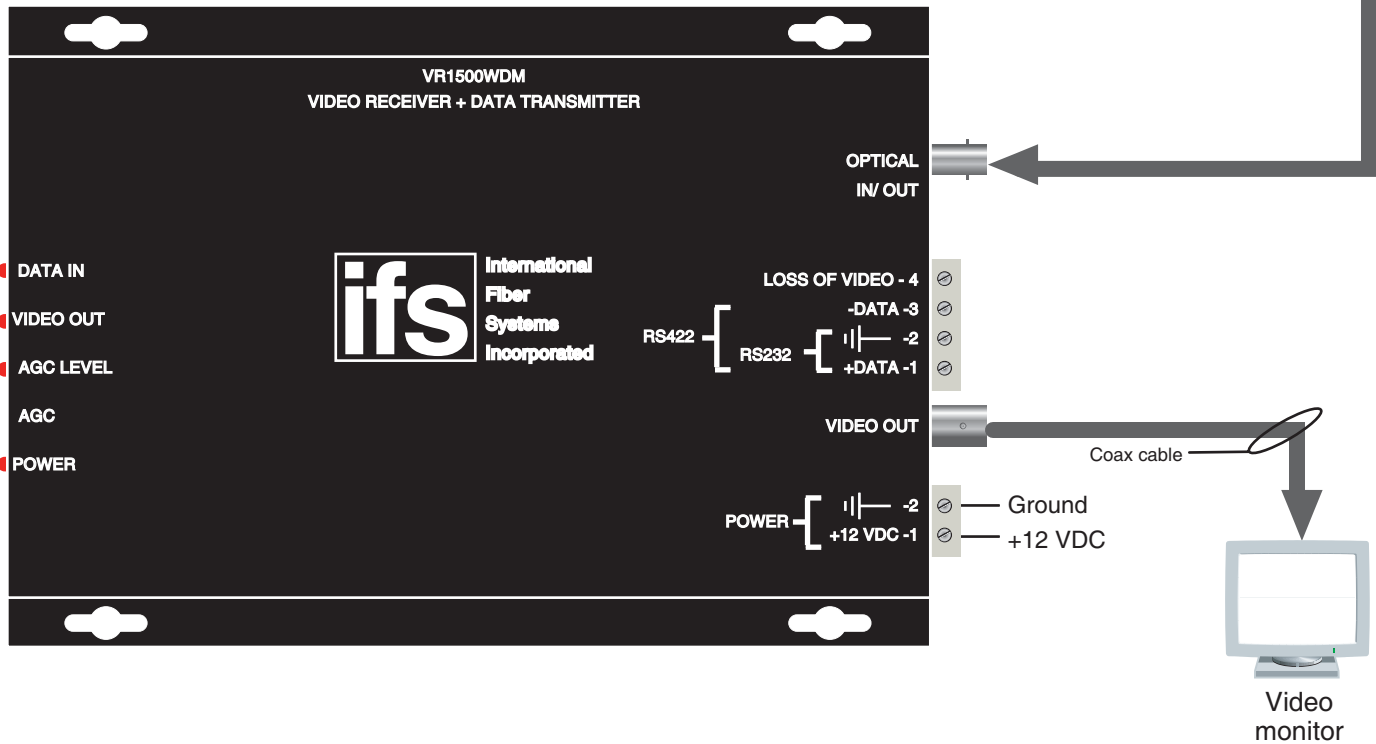 VR1500WDM
VIDEO RECEIVER + DATA TRANSMITTER
OPTICAL
IN/ OUT
DATA IN
VIDEO OUT
AGC LEVEL
AGC
POWER
ifs
International
Fiber
Systems
Incorporated
LOSS OF VIDEO - 4
-DATA -3
RS422
RS232
-2
+DATA -1
VIDEO OUT
Coax cable
POWER
-2
+12 VDC -1
Ground
+12 VDC
Video
monitor